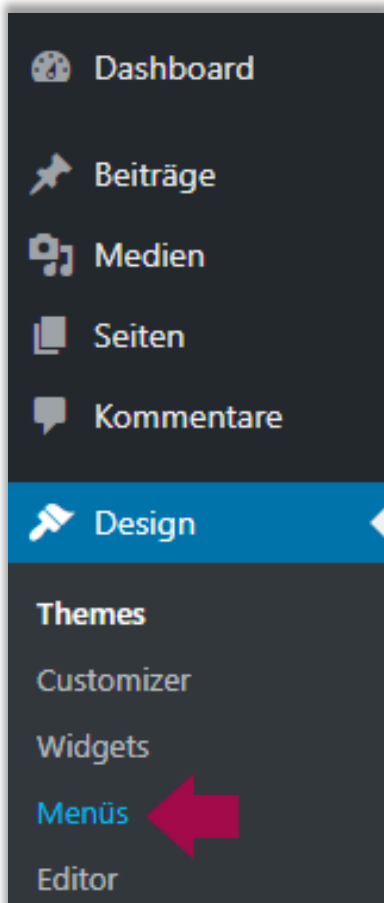 Dashboard
Beiträge
Medien
Seiten
Kommentare
Design
Themes
Customizer
Widgets
Menüs
Editor